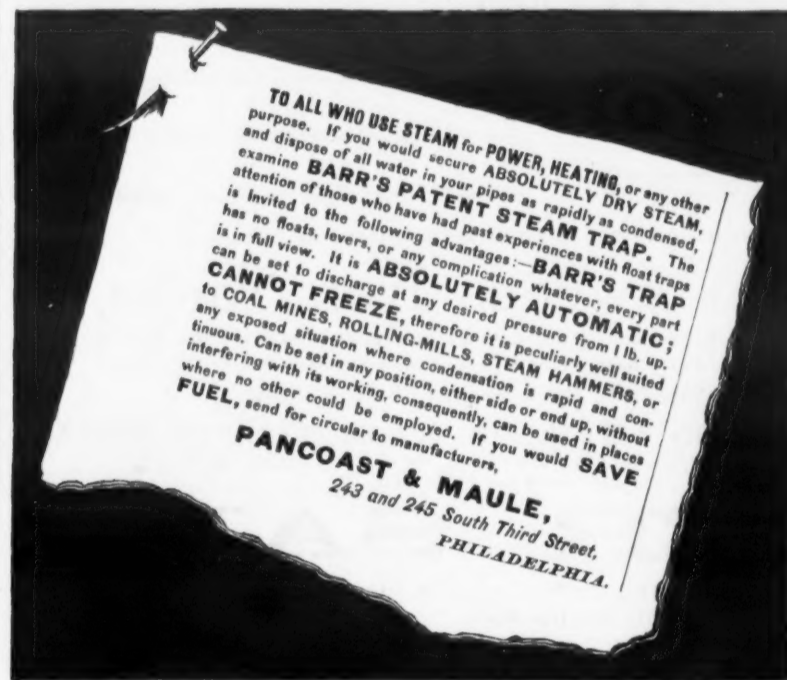 TO ALL WHO USE STEAM for POWER, HEATING, or any other
purpose. If you would secure ABSOLUTELY DRY STEAM,
and dispose of all water in your pipes as rapidly as condensed,
examine BARR'S PATENT STEAM TRAP. The
attention of those who have had past experiences with float traps
is Invited to the following advantages:—BARR'S TRAP
has no floats, levers, or any complication whatever, every part
is in full view. It is ABSOLUTELY AUTOMATIC;
can be set to discharge at any desired pressure from 1 lb. up.
CANNOT FREEZE, therefore it is peculiarly well suited
to COAL MINES, ROLLING-MILLS, STEAM HAMMERS, or
any exposed situation where condensation is rapid and con-
tinuous. Can be set in any position, either side or end up, without
interfering with its working, consequently, can be used in places
where no other could be employed. If you would SAVE
FUEL, send for circular to manufacturers,
PANCOAST & MAULE,
243 and 245 South Third Street,
PHILADELPHIA.